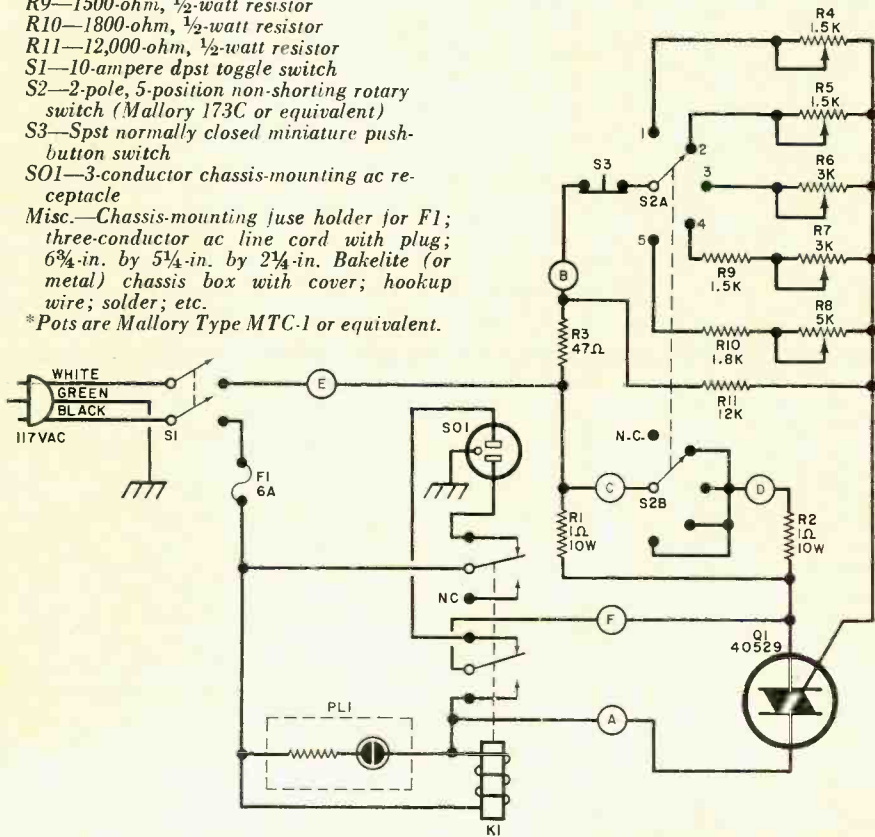 R9—1500-ohm, ½-watt resistor
R10—1800-ohm, ½-watt resistor
R11—12,000-ohm, ½-watt resistor
S1—10-ampere dpst toggle switch
S2—2-pole, 5-position non-shorting rotary
switch (Mallory 173C or equivalent)
S3—Spst normally closed miniature push-
button switch
SO1—3-conductor chassis-mounting ac re-
ceptacle
Misc.—Chassis-mounting fuse holder for F1;
three-conductor ac line cord with plug;
6¾-in. by 5¼-in. by 2¼-in. Bakelite (or
metal) chassis box with cover; hookup
wire; solder; etc.
*Pots are Mallory Type MTC-1 or equivalent.
R4
1.5K
R5
1.5K
1
2
S3
R6
3K
3
S2A
4
R7
3K
5
R9
1.5K
B
R8
5K
R3
47Ω
R10
1.8K
WHITE
GREEN
BLACK
117VAC
S1
E
R11
12K
SO1
N.C.
F1
6A
C
S2B
D
R1
1Ω
10W
R2
1Ω
10W
NC
F
Q1
40529
PL1
A
K1